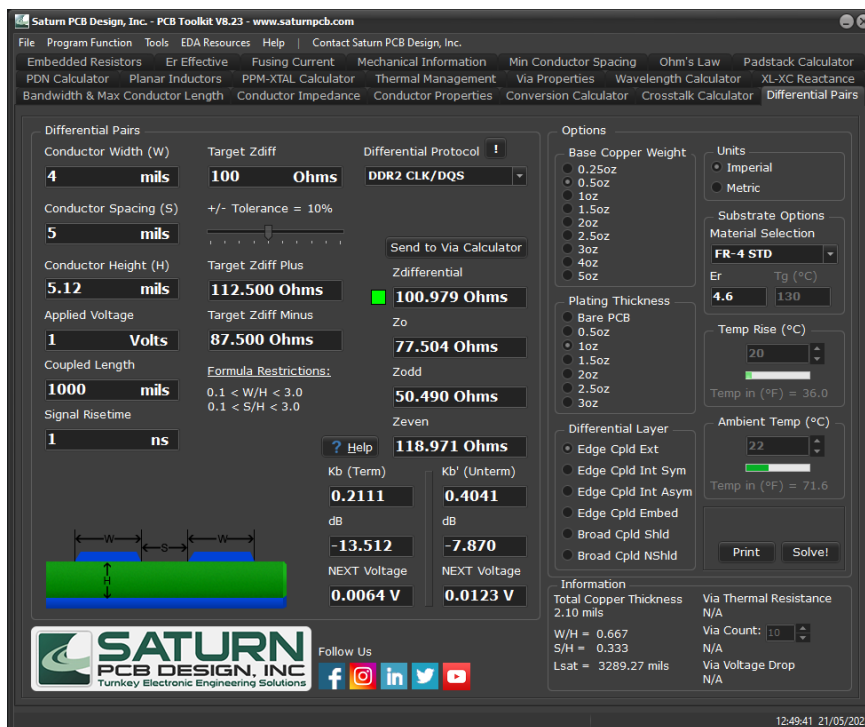 Saturn PCB Design, Inc. - PCB Toolkit V8.23 - www.saturnpcb.com
File Program Function Tools EDA Resources Help | Contact Saturn PCB Design, Inc.
Embedded Resistors Er Effective Fusing Current Mechanical Information Min Conductor Spacing Ohm's Law Padstack Calculator
PDN Calculator Planar Inductors PPM-XTAL Calculator Thermal Management Via Properties Wavelength Calculator XL-XC Reactance
Bandwidth & Max Conductor Length Conductor Impedance Conductor Properties Conversion Calculator Crosstalk Calculator Differential Pairs
Differential Pairs
Conductor Width (W)
4 mils
Conductor Spacing (S)
5 mils
Conductor Height (H)
5.12 mils
Applied Voltage
1 Volts
Coupled Length
1000 mils
Signal Risetime
1 ns
Target Zdiff
100 Ohms
+/- Tolerance = 10%
Target Zdiff Plus
112.500 Ohms
Target Zdiff Minus
87.500 Ohms
Formula Restrictions:
0.1 < W/H < 3.0
0.1 < S/H < 3.0
Differential Protocol !
DDR2 CLK/DQS
Send to Via Calculator
Zdifferential
100.979 Ohms
Zo
77.504 Ohms
Zodd
50.490 Ohms
Zeven
118.971 Ohms
? Help
Kb (Term)
0.2111
dB
-13.512
NEXT Voltage
0.0064 V
Kb' (Unterm)
0.4041
dB
-7.870
NEXT Voltage
0.0123 V
W S W
H
Options
Base Copper Weight
0.25oz
0.5oz
1oz
1.5oz
2oz
2.5oz
3oz
4oz
5oz
Plating Thickness
Bare PCB
0.5oz
1oz
1.5oz
2oz
2.5oz
3oz
Differential Layer
Edge Cpld Ext
Edge Cpld Int Sym
Edge Cpld Int Asym
Edge Cpld Embed
Broad Cpld Shld
Broad Cpld NShld
Units
Imperial
Metric
Substrate Options
Material Selection
FR-4 STD
Er Tg (°C)
4.6 130
Temp Rise (°C)
20
Temp in (°F) = 36.0
Ambient Temp (°C)
22
Temp in (°F) = 71.6
Print Solve!
Information
Total Copper Thickness
2.10 mils
W/H = 0.667
S/H = 0.333
Lsat = 3289.27 mils
Via Thermal Resistance
N/A
Via Count: 10
N/A
Via Voltage Drop
N/A
SATURN
PCB DESIGN, INC
Turnkey Electronic Engineering Solutions
Follow Us
12:49:41 21/05/202